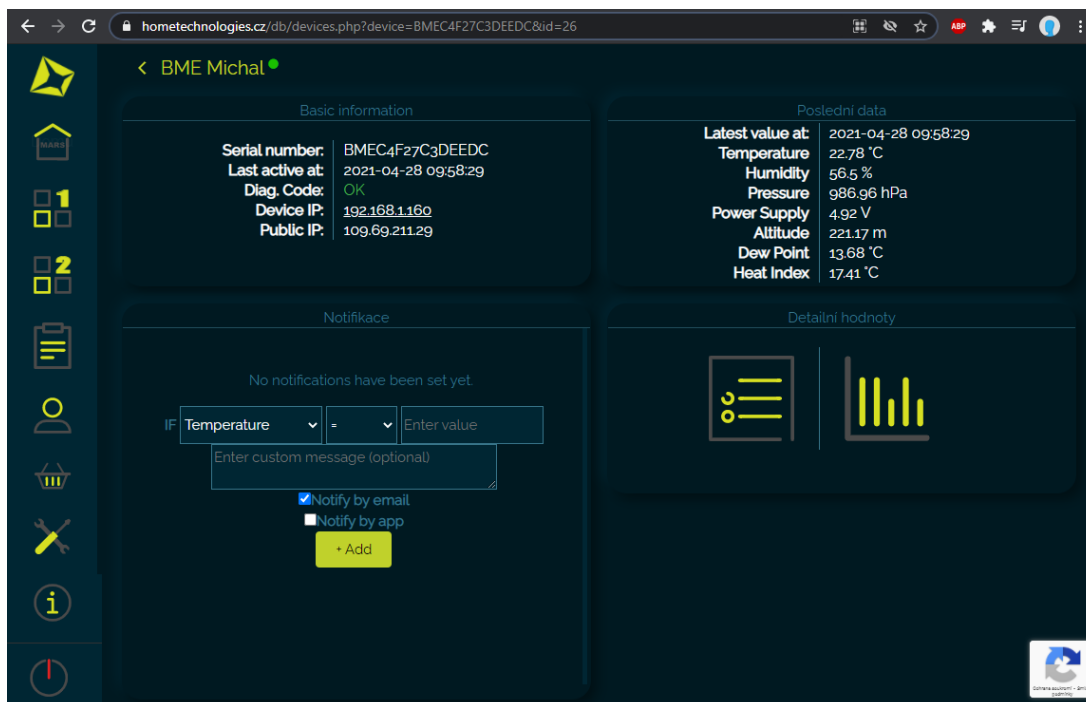 hometechnologies.cz/db/devices.php?device=BMEC4F27C3DEEDC&id=26
ABP
BME Michal
MARS
1
2
Basic information
Serial number: BMEC4F27C3DEEDC
Last active at: 2021-04-28 09:58:29
Diag. Code: OK
Device IP: 192.168.1.160
Public IP: 109.69.211.29
Poslední data
Latest value at: 2021-04-28 09:58:29
Temperature 22.78 °C
Humidity 56.5 %
Pressure 986.96 hPa
Power Supply 4.92 V
Altitude 221.17 m
Dew Point 13.68 °C
Heat Index 17.41 °C
Notifikace
No notifications have been set yet.
IF Temperature = Enter value
Enter custom message (optional)
Notify by email
Notify by app
+ Add
Detailní hodnoty
i
Ochrana soukromí -